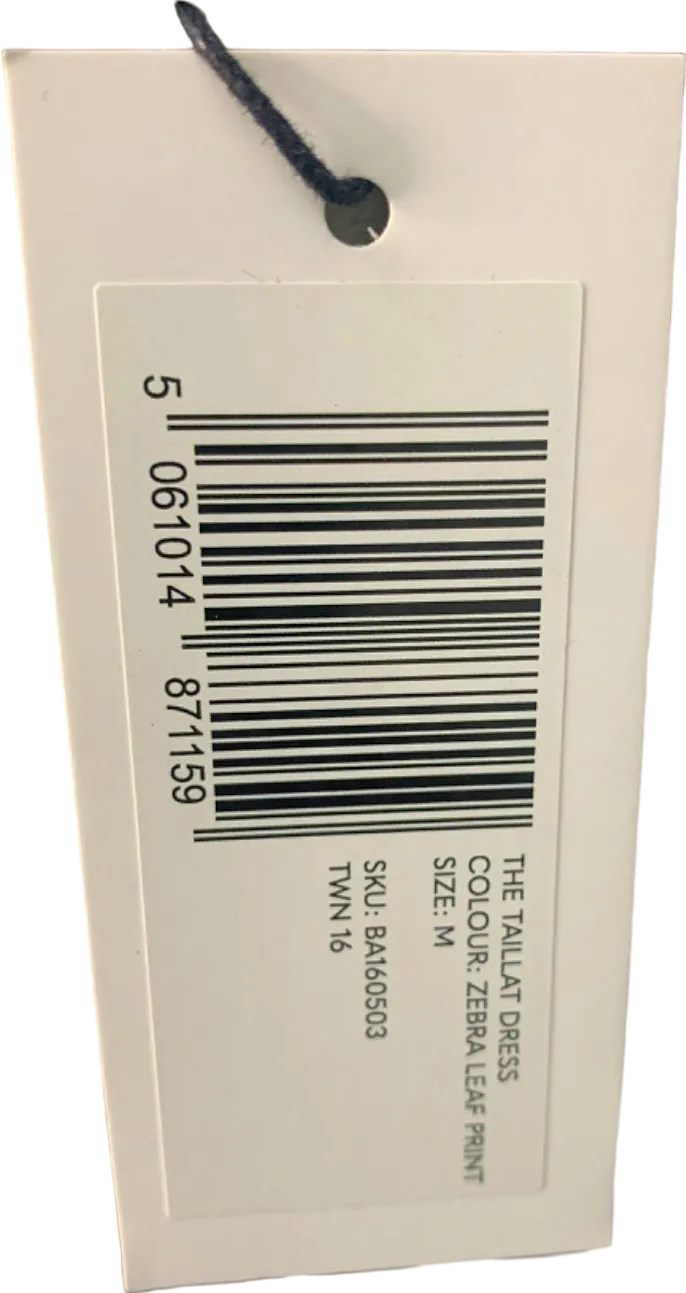 THE TAILLAT DRESS
COLOUR: ZEBRA LEAF PRINT
SIZE: M
SKU: BA160503
TWN 16
5 061014 871159